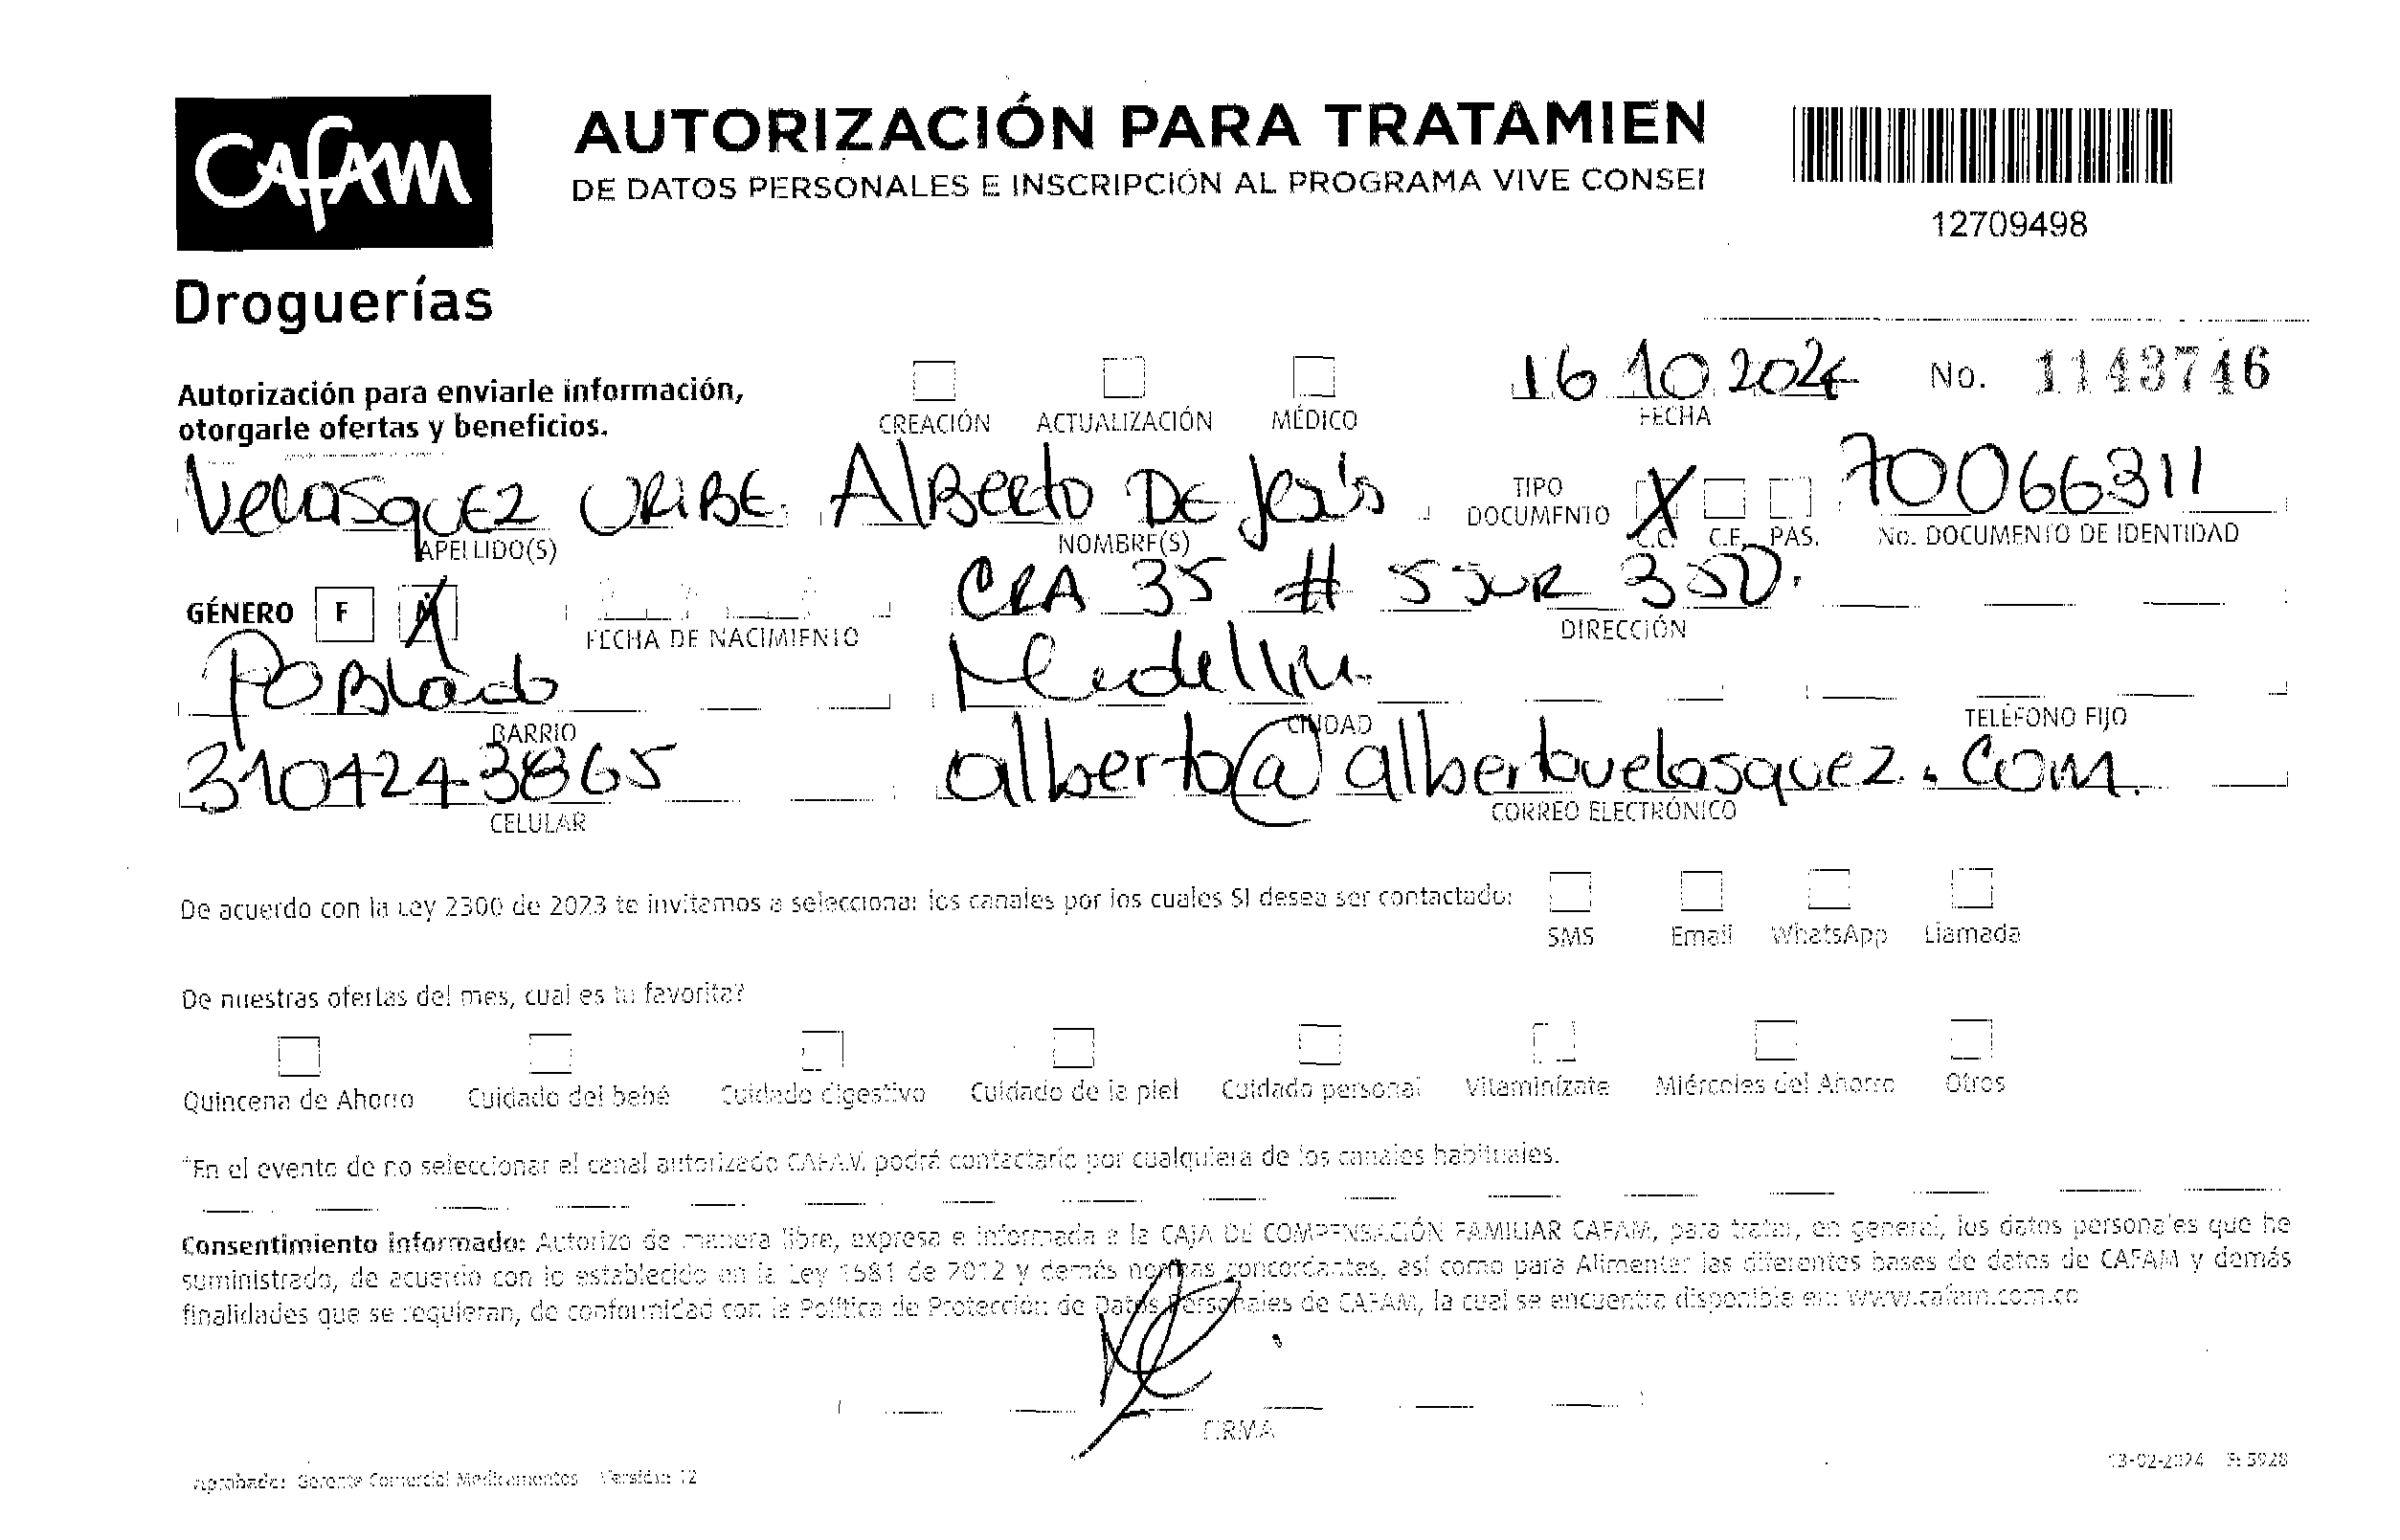 CAFAM
Droguerías
AUTORIZACIÓN PARA TRATAMIEN
DE DATOS PERSONALES E INSCRIPCIÓN AL PROGRAMA VIVE CONSEI
12709498
Autorización para enviarle información,
otorgarle ofertas y beneficios.
CREACIÓN ACTUALIZACIÓN MÉDICO
16 10 2024
FECHA
No. 1143746
Velasquez URIBE Alberto DE Jesús
APELLIDO(S) NOMBRE(S)
TIPO DOCUMENTO X C.C. C.E. PAS.
70066311
No. DOCUMENTO DE IDENTIDAD
GÉNERO F M
FECHA DE NACIMIENTO
CRA 35 # 5 SUR 350.
DIRECCIÓN
Poblado Medellin
BARRIO CIUDAD TELÉFONO FIJO
3104243865 alberto@albertovelasquez.com
CELULAR CORREO ELECTRÓNICO
De acuerdo con la Ley 2300 de 2023 te invitamos a seleccionar los canales por los cuales SI desea ser contactado:
SMS Email WhatsApp Llamada
De nuestras ofertas del mes, cual es tu favorita?
Quincena de Ahorro Cuidado del bebé Cuidado digestivo Cuidado de la piel Cuidado personal Vitaminízate Miércoles del Ahorro Otros
*En el evento de no seleccionar el canal autorizado CAFAM podrá contactarlo por cualquiera de los canales habituales.
Consentimiento informado: Autorizo de manera libre, expresa e informada a la CAJA DE COMPENSACIÓN FAMILIAR CAFAM, para tratar, en general, los datos personales que he
suministrado, de acuerdo con lo establecido en la Ley 1581 de 2012 y demás normas concordantes, así como para Alimentar las diferentes bases de datos de CAFAM y demás
finalidades que se requieran, de conformidad con la Política de Protección de Datos Personales de CAFAM, la cual se encuentra disponible en: www.cafam.com.co
FIRMA
Aprobado: Gerente Comercial Medicamentos Versión: 12
13-02-2024 F: 5928